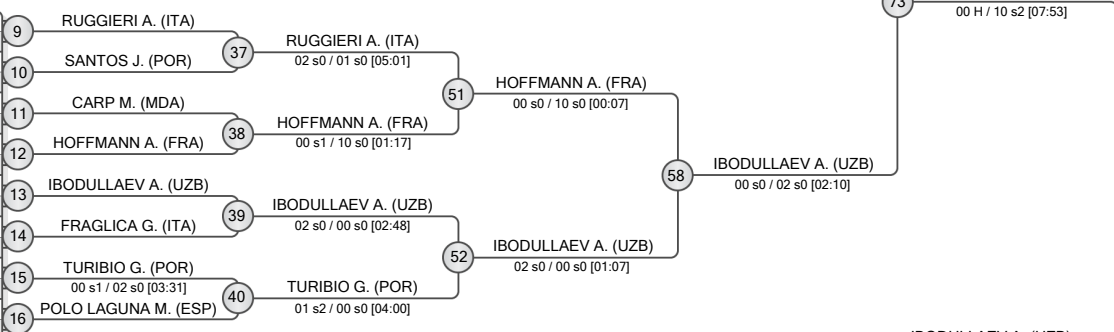 73
00 H / 10 s2 [07:53]
9
RUGGIERI A. (ITA)
10
SANTOS J. (POR)
37
RUGGIERI A. (ITA)
02 s0 / 01 s0 [05:01]
11
CARP M. (MDA)
12
HOFFMANN A. (FRA)
38
HOFFMANN A. (FRA)
00 s1 / 10 s0 [01:17]
51
HOFFMANN A. (FRA)
00 s0 / 10 s0 [00:07]
13
IBODULLAEV A. (UZB)
14
FRAGLICA G. (ITA)
39
IBODULLAEV A. (UZB)
02 s0 / 00 s0 [02:48]
15
TURIBIO G. (POR)
00 s1 / 02 s0 [03:31]
16
POLO LAGUNA M. (ESP)
40
TURIBIO G. (POR)
01 s2 / 00 s0 [04:00]
52
IBODULLAEV A. (UZB)
02 s0 / 00 s0 [01:07]
58
IBODULLAEV A. (UZB)
00 s0 / 02 s0 [02:10]